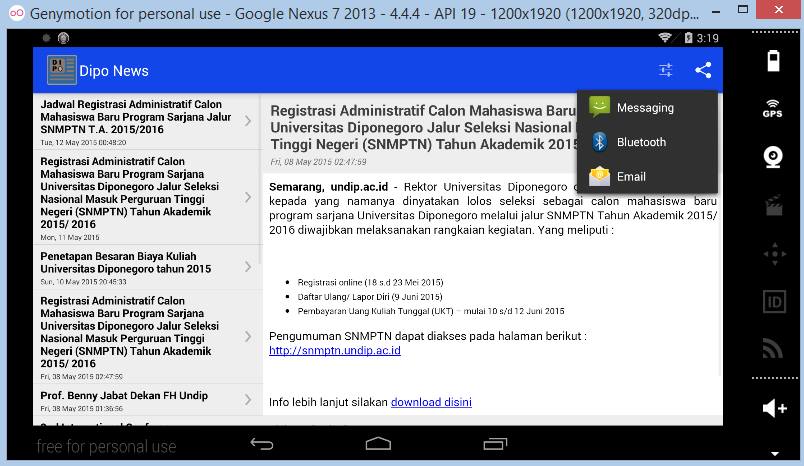 Genymotion for personal use - Google Nexus 7 2013 - 4.4.4 - API 19 - 1200x1920 (1200x1920, 320dp...
3:19
DIPO
Dipo News
Jadwal Registrasi Administratif Calon
Mahasiswa Baru Program Sarjana Jalur
SNMPTN T.A. 2015/2016
Tue, 12 May 2015 00:48:20
Registrasi Administratif Calon
Mahasiswa Baru Program Sarjana
Universitas Diponegoro Jalur Seleksi
Nasional Masuk Perguruan Tinggi
Negeri (SNMPTN) Tahun Akademik
2015/ 2016
Mon, 11 May 2015
Penetapan Besaran Biaya Kuliah
Universitas Diponegoro tahun 2015
Sun, 10 May 2015 20:45:33
Registrasi Administratif Calon
Mahasiswa Baru Program Sarjana
Universitas Diponegoro Jalur Seleksi
Nasional Masuk Perguruan Tinggi
Negeri (SNMPTN) Tahun Akademik
2015/ 2016
Fri, 08 May 2015 02:47:59
Prof. Benny Jabat Dekan FH Undip
Fri, 08 May 2015 01:36:56
Registrasi Administratif Calon Mahasiswa Baru
Universitas Diponegoro Jalur Seleksi Nasional
Tinggi Negeri (SNMPTN) Tahun Akademik 2015
Fri, 08 May 2015 02:47:59
Messaging
Bluetooth
Email
Semarang, undip.ac.id - Rektor Universitas Diponegoro
kepada yang namanya dinyatakan lolos seleksi sebagai calon mahasiswa baru
program sarjana Universitas Diponegoro melalui jalur SNMPTN Tahun Akademik 2015/
2016 diwajibkan melaksanakan rangkaian kegiatan. Yang meliputi :
• Registrasi online (18 s.d 23 Mei 2015)
• Daftar Ulang/ Lapor Diri (9 Juni 2015)
• Pembayaran Uang Kuliah Tunggal (UKT) – mulai 10 s/d 12 Juni 2015
Pengumuman SNMPTN dapat diakses pada halaman berikut :
http://snmptn.undip.ac.id
Info lebih lanjut silakan download disini
free for personal use
GPS
ID